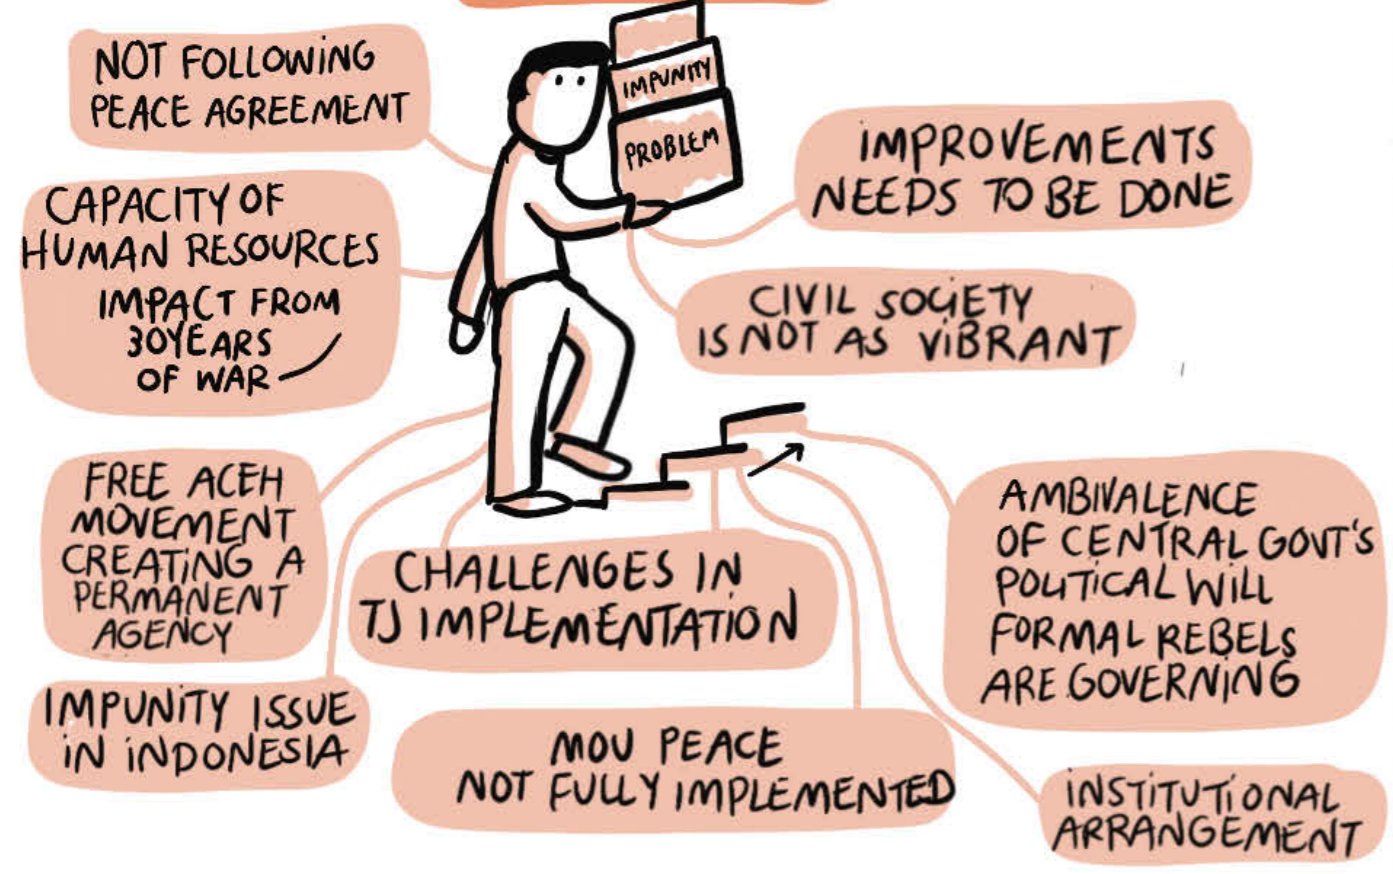 NOT FOLLOWING
PEACE AGREEMENT
CAPACITY OF
HUMAN RESOURCES
IMPACT FROM
30YEARS
OF WAR
FREE ACEH
MOVEMENT
CREATING A
PERMANENT
AGENCY
IMPUNITY ISSUE
IN INDONESIA
IMPUNITY
PROBLEM
IMPROVEMENTS
NEEDS TO BE DONE
CIVIL SOCIETY
IS NOT AS VIBRANT
CHALLENGES IN
TJ IMPLEMENTATION
MOU PEACE
NOT FULLY IMPLEMENTED
AMBIVALENCE
OF CENTRAL GOVT'S
POLITICAL WILL
FORMAL REBELS
ARE GOVERNING
INSTITUTIONAL
ARRANGEMENT